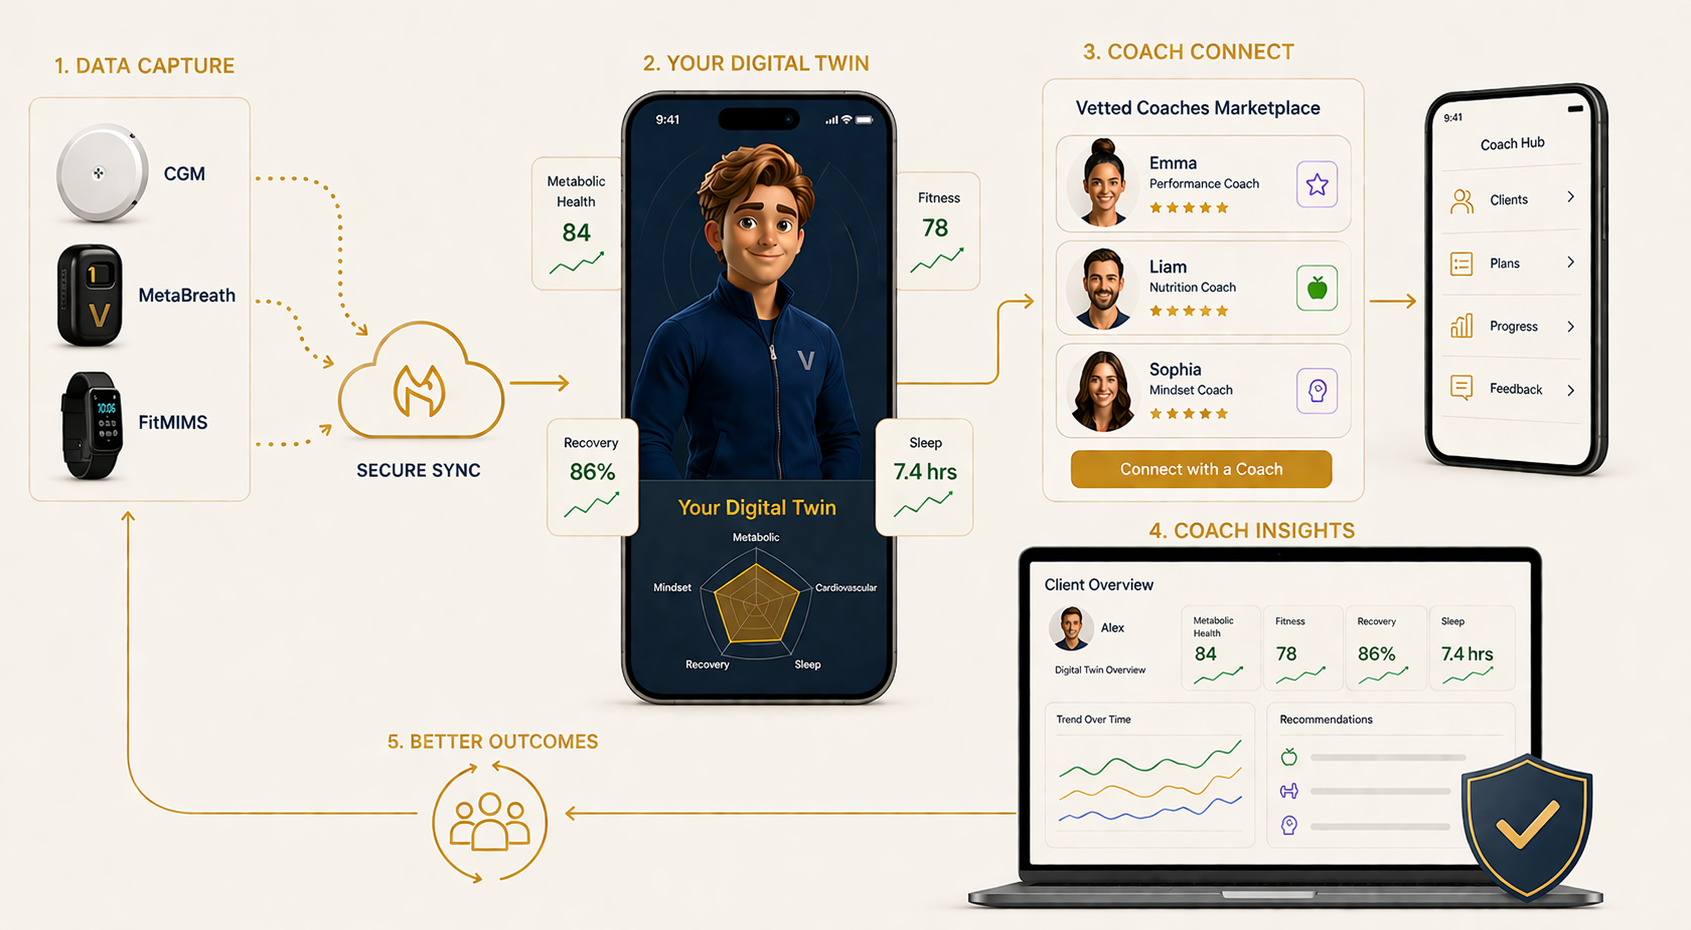 1. DATA CAPTURE
CGM
1
V
MetaBreath
10:06
FitMIMS
SECURE SYNC
2. YOUR DIGITAL TWIN
9:41
Metabolic
Health
84
Fitness
78
V
Recovery
86%
Sleep
7.4 hrs
Your Digital Twin
Metabolic
Mindset
Cardiovascular
Recovery
Sleep
3. COACH CONNECT
Vetted Coaches Marketplace
Emma
Performance Coach
Liam
Nutrition Coach
Sophia
Mindset Coach
Connect with a Coach
9:41
Coach Hub
Clients
Plans
Progress
Feedback
4. COACH INSIGHTS
Client Overview
Alex
Digital Twin Overview
Metabolic
Health
84
Fitness
78
Recovery
86%
Sleep
7.4 hrs
Trend Over Time
Recommendations
5. BETTER OUTCOMES